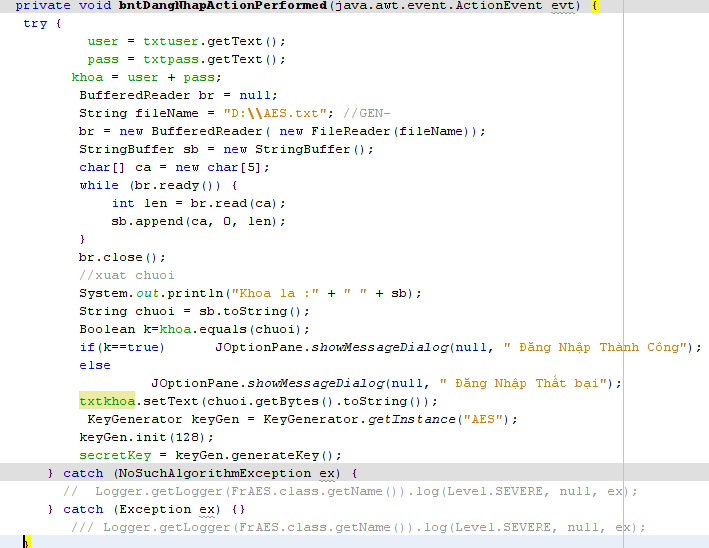 private void bntDangNhapActionPerformed(java.awt.event.ActionEvent evt) {
try {
user = txtuser.getText();
pass = txtpass.getText();
khoa = user + pass;
BufferedReader br = null;
String fileName = "D:\\AES.txt"; //GEN-
br = new BufferedReader( new FileReader(fileName));
StringBuffer sb = new StringBuffer();
char[] ca = new char[5];
while (br.ready()) {
int len = br.read(ca);
sb.append(ca, 0, len);
}
br.close();
//xuat chuoi
System.out.println("Khoa la :" + " " + sb);
String chuoi = sb.toString();
Boolean k=khoa.equals(chuoi);
if(k==true) JOptionPane.showMessageDialog(null, " Đăng Nhập Thành Công");
else
JOptionPane.showMessageDialog(null, " Đăng Nhập Thất bại");
txtkhoa.setText(chuoi.getBytes().toString());
KeyGenerator keyGen = KeyGenerator.getInstance("AES");
keyGen.init(128);
secretKey = keyGen.generateKey();
} catch (NoSuchAlgorithmException ex) {
// Logger.getLogger(FrAES.class.getName()).log(Level.SEVERE, null, ex);
} catch (Exception ex) {}
/// Logger.getLogger(FrAES.class.getName()).log(Level.SEVERE, null, ex);
}